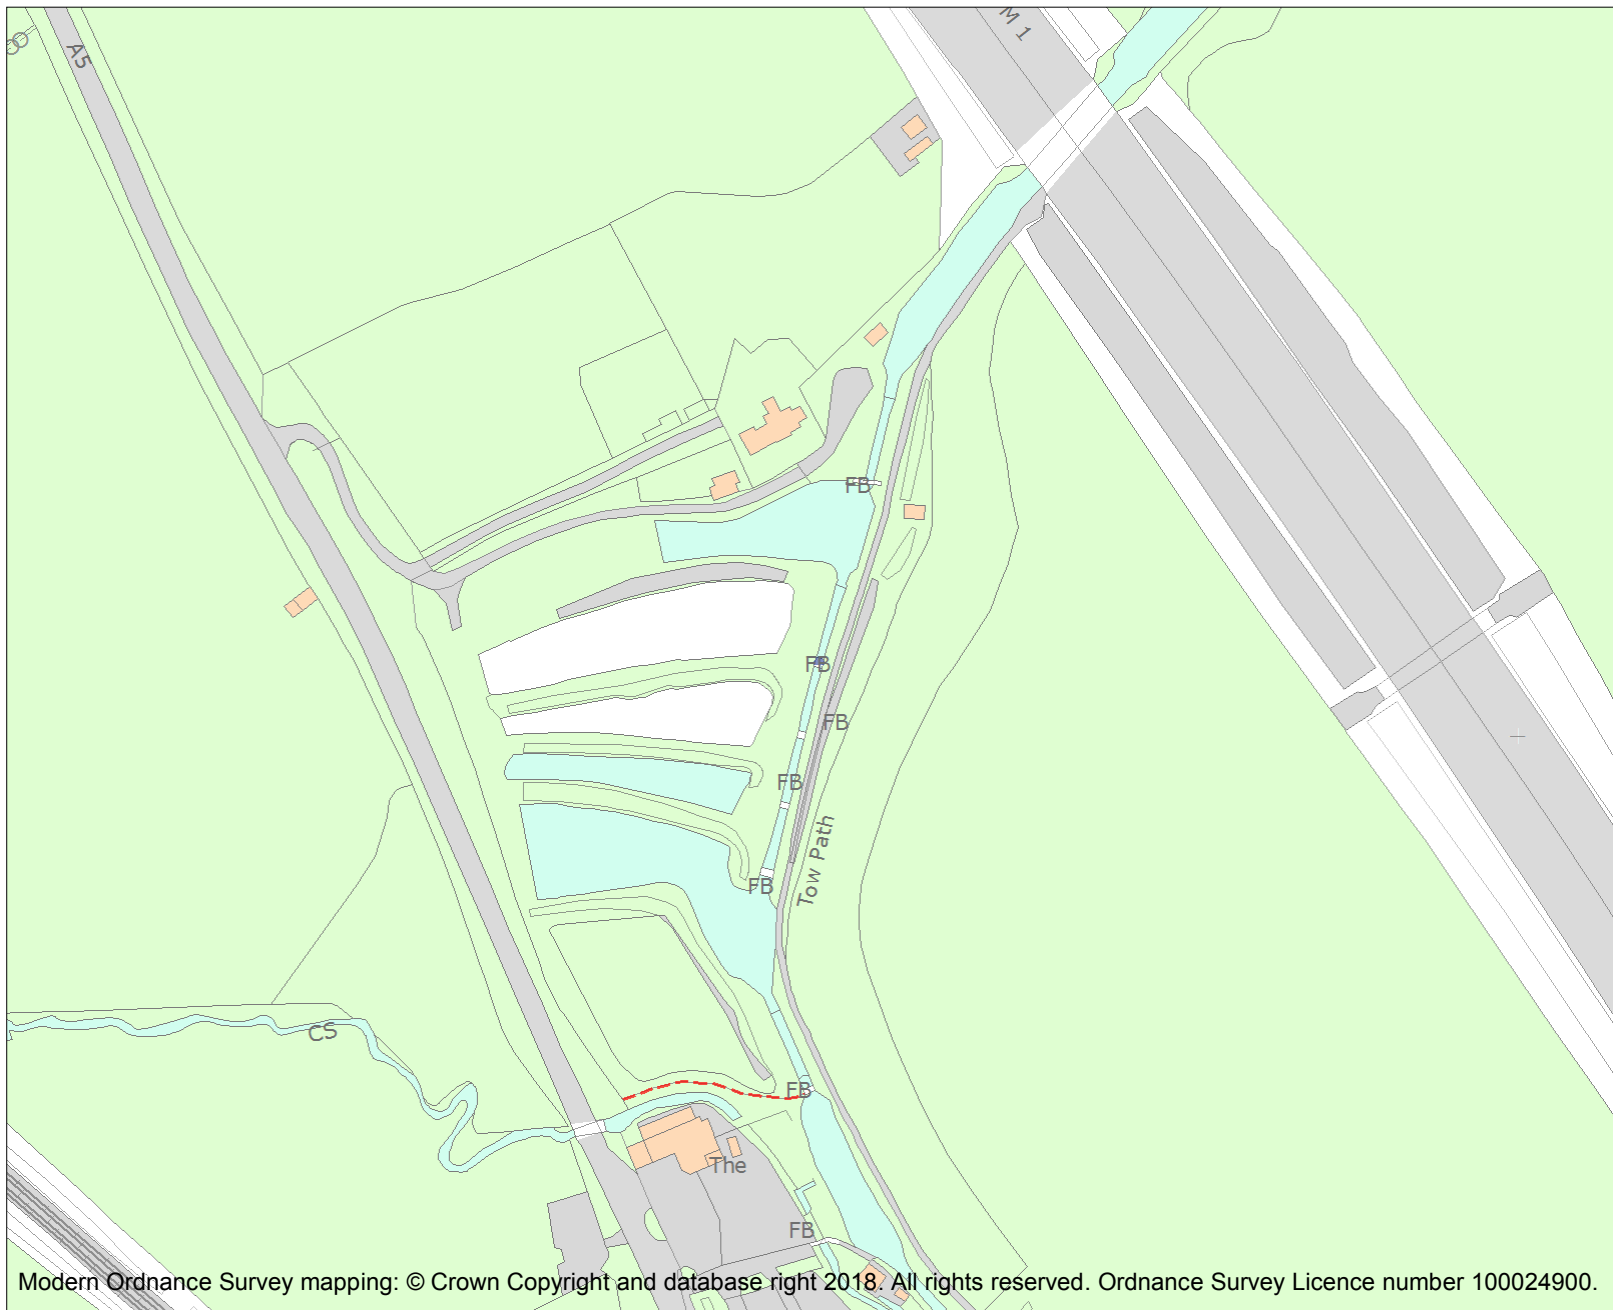 M 1
A5
FB
FB
FB
FB
Tow Path
FB
CS
FB
The
FB
Modern Ordnance Survey mapping: © Crown Copyright and database right 2018. All rights reserved. Ordnance Survey Licence number 100024900.